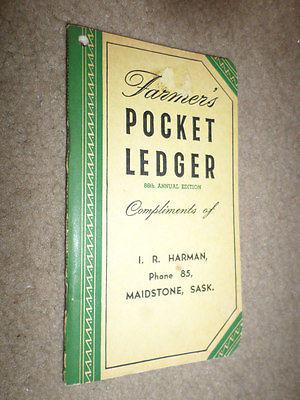 Farmer's
POCKET
LEDGER
88th ANNUAL EDITION
Compliments of
I. R. HARMAN,
Phone 85,
MAIDSTONE, SASK.